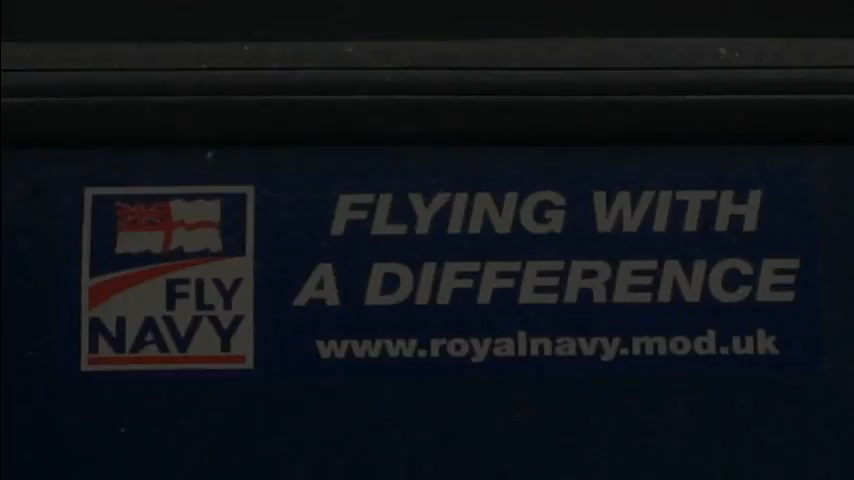 FLY
NAVY
FLYING WITH
A DIFFERENCE
www.royalnavy.mod.uk